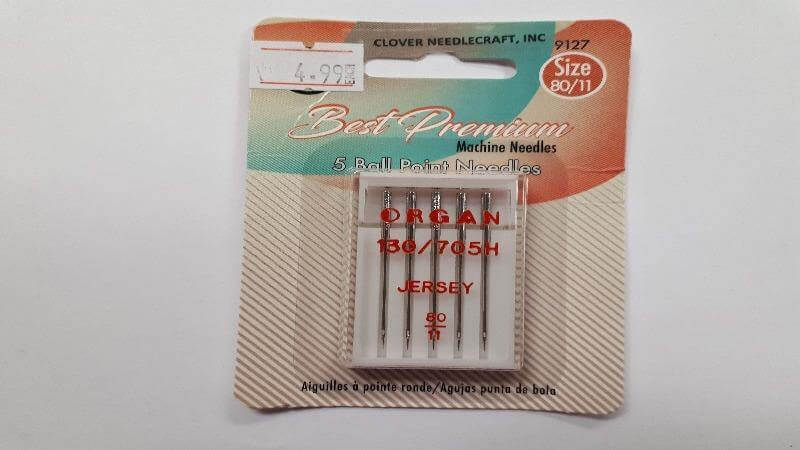 CLOVER NEEDLECRAFT, INC
9127
4.99 EACH
Size
80/11
Best Premium
Machine Needles
5 Ball Point Needles
ORGAN
130/705H
JERSEY
80
11
Aiguilles à pointe ronde/Agujas punta de bola